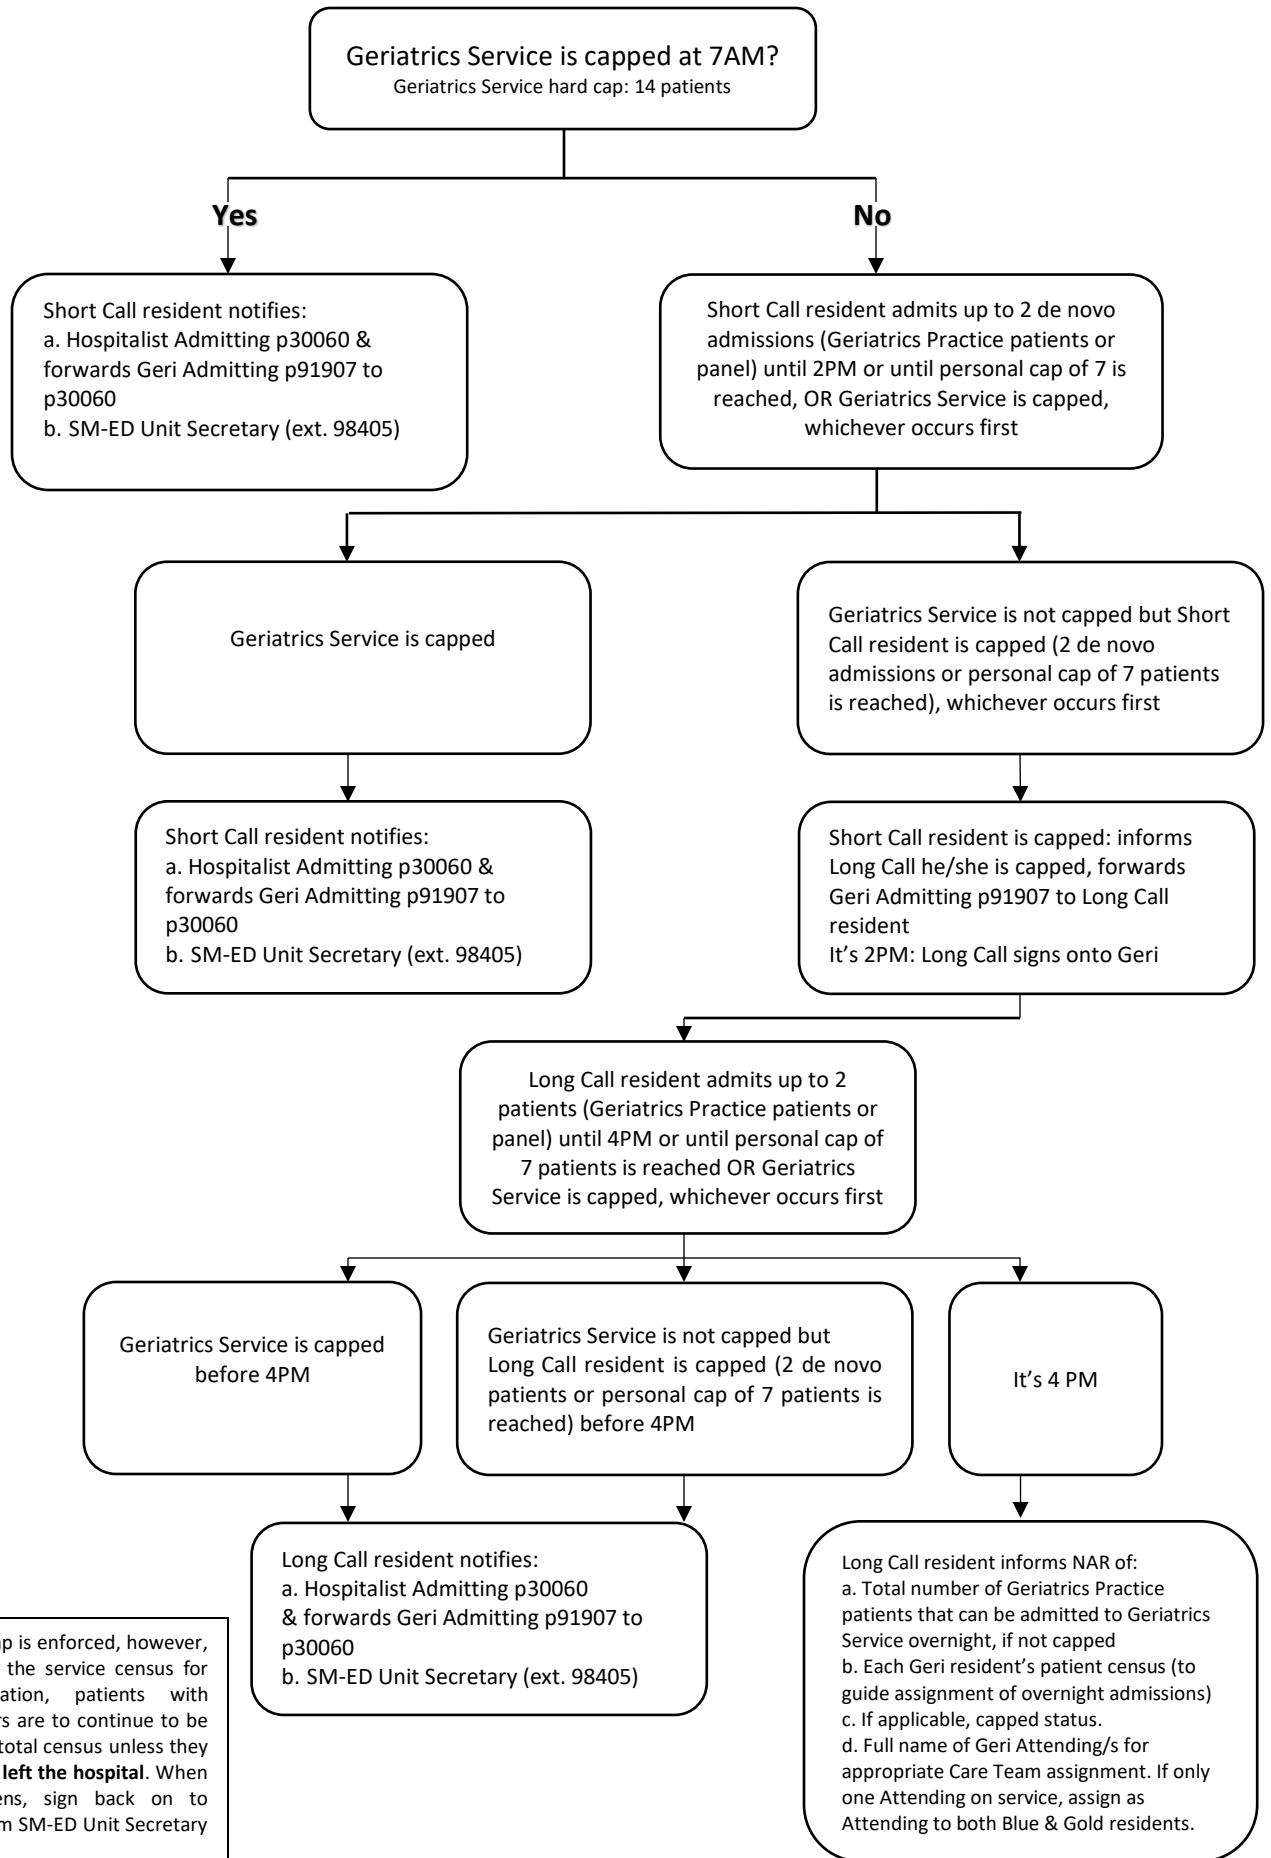 Geriatrics Service is capped at 7AM?
Geriatrics Service hard cap: 14 patients
Yes
No
Short Call resident notifies:
a. Hospitalist Admitting p30060 &
forwards Geri Admitting p91907 to
p30060
b. SM-ED Unit Secretary (ext. 98405)
Short Call resident admits up to 2 de novo
admissions (Geriatrics Practice patients or
panel) until 2PM or until personal cap of 7 is
reached, OR Geriatrics Service is capped,
whichever occurs first
Geriatrics Service is capped
Geriatrics Service is not capped but Short
Call resident is capped (2 de novo
admissions or personal cap of 7 patients
is reached), whichever occurs first
Short Call resident notifies:
a. Hospitalist Admitting p30060 &
forwards Geri Admitting p91907 to
p30060
b. SM-ED Unit Secretary (ext. 98405)
Short Call resident is capped: informs
Long Call he/she is capped, forwards
Geri Admitting p91907 to Long Call
resident
It's 2PM: Long Call signs onto Geri
Long Call resident admits up to 2
patients (Geriatrics Practice patients or
panel) until 4PM or until personal cap of
7 patients is reached OR Geriatrics
Service is capped, whichever occurs first
Geriatrics Service is capped
before 4PM
Geriatrics Service is not capped but
Long Call resident is capped (2 de novo
patients or personal cap of 7 patients is
reached) before 4PM
It's 4 PM
Long Call resident notifies:
a. Hospitalist Admitting p30060
& forwards Geri Admitting p91907 to
p30060
b. SM-ED Unit Secretary (ext. 98405)
Long Call resident informs NAR of:
a. Total number of Geriatrics Practice
patients that can be admitted to Geriatrics
Service overnight, if not capped
b. Each Geri resident's patient census (to
guide assignment of overnight admissions)
c. If applicable, capped status.
d. Full name of Geri Attending/s for
appropriate Care Team assignment. If only
one Attending on service, assign as
Attending to both Blue & Gold residents.
is enforced, however,
the service census for
patients with
are to continue to be
total census unless they
left the hospital. When
sign back on to
SM-ED Unit Secretary